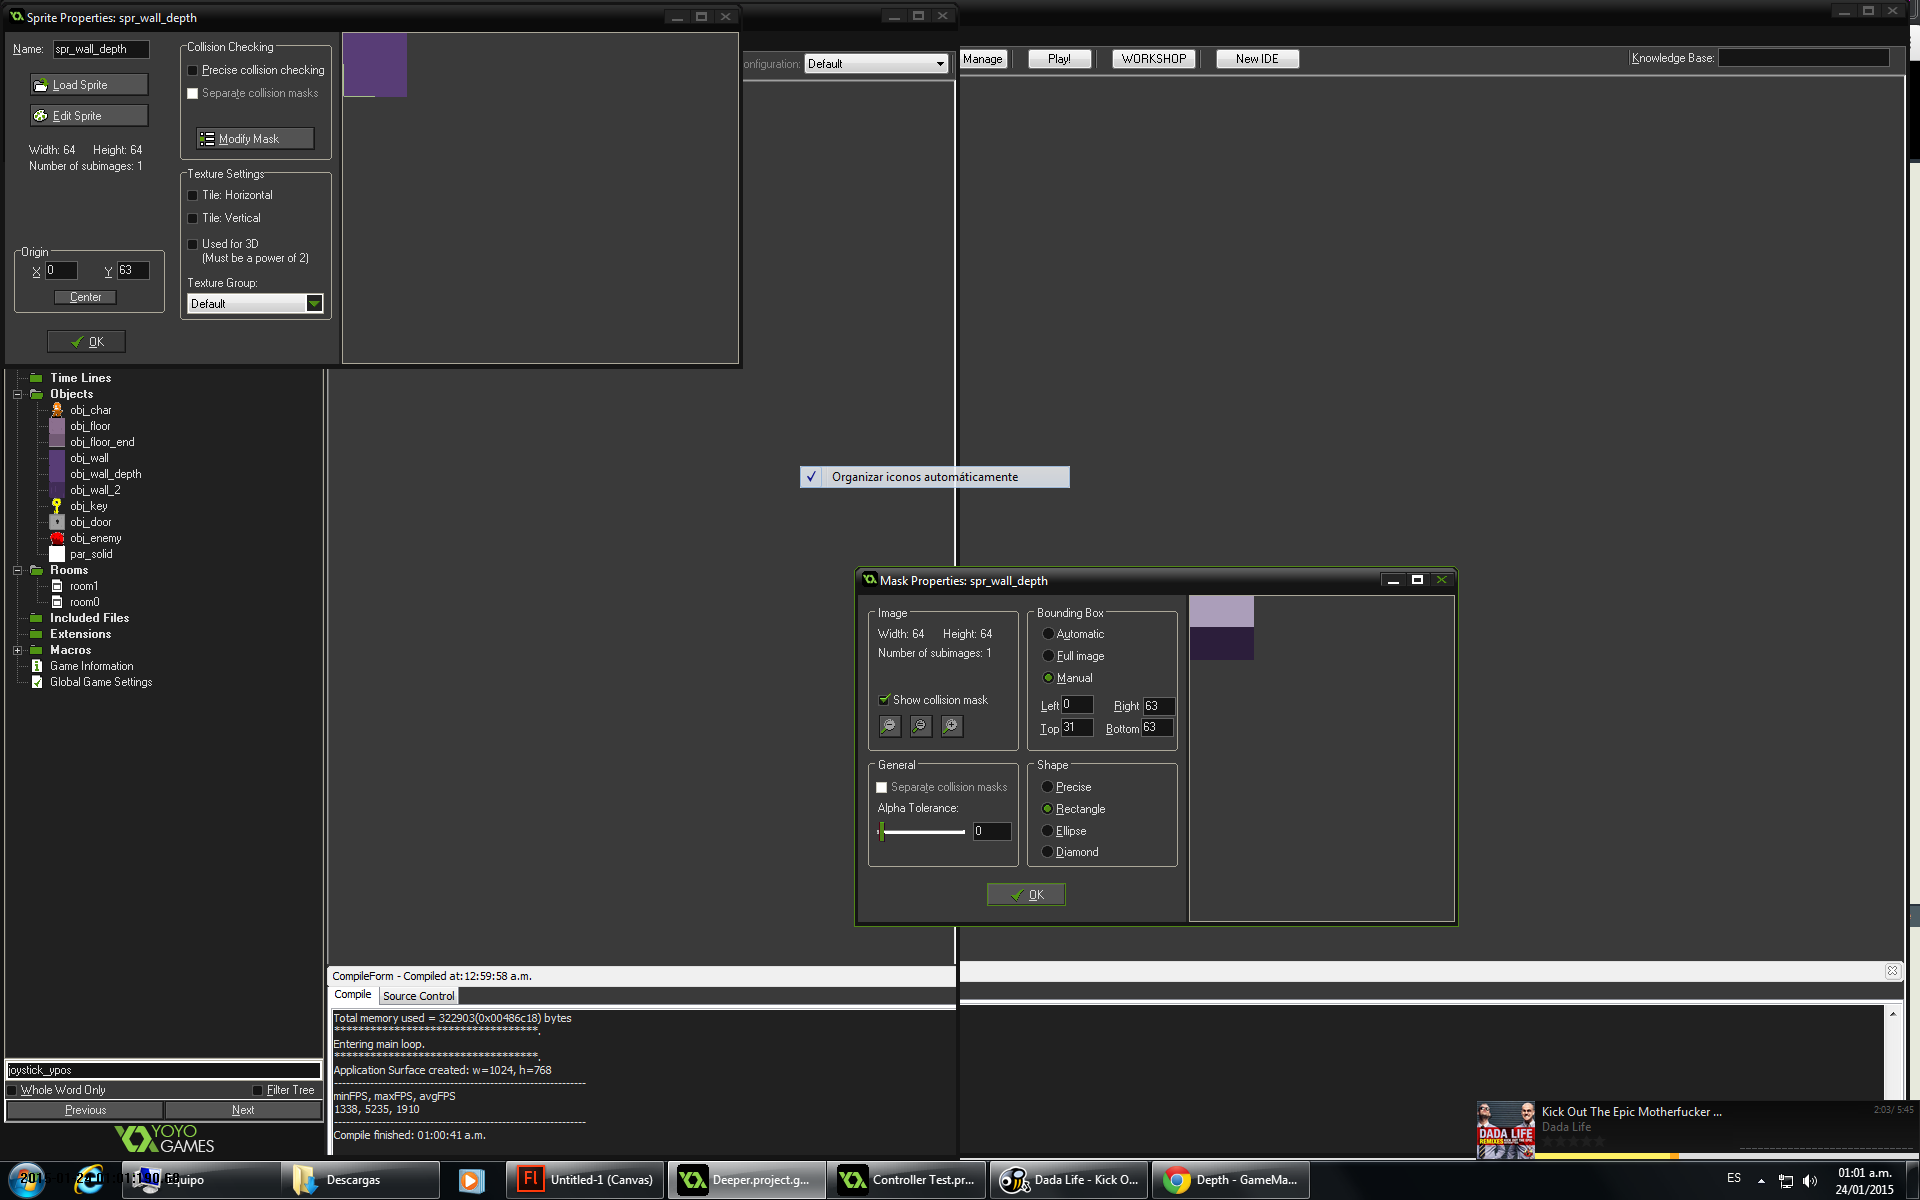 Sprite Properties: spr_wall_depth
Name: spr_wall_depth
Load Sprite
Edit Sprite
Width: 64 Height: 64
Number of subimages: 1
Origin
X 0 Y 63
Center
OK
Collision Checking
Precise collision checking
Separate collision masks
Modify Mask
Texture Settings
Tile: Horizontal
Tile: Vertical
Used for 3D
(Must be a power of 2)
Texture Group:
Default
onfiguration: Default
Manage
Play!
WORKSHOP
New IDE
Knowledge Base:
Time Lines
Objects
obj_char
obj_floor
obj_floor_end
obj_wall
obj_wall_depth
obj_wall_2
obj_key
obj_door
obj_enemy
par_solid
Rooms
room1
room0
Included Files
Extensions
Macros
Game Information
Global Game Settings
Organizar iconos automáticamente
Mask Properties: spr_wall_depth
Image
Width: 64 Height: 64
Number of subimages: 1
Show collision mask
General
Separate collision masks
Alpha Tolerance:
0
Bounding Box
Automatic
Full image
Manual
Left 0 Right 63
Top 31 Bottom 63
Shape
Precise
Rectangle
Ellipse
Diamond
OK
joystick_ypos
Whole Word Only Filter Tree
Previous Next
YOYO
GAMES
CompileForm - Compiled at: 12:59:58 a.m.
Compile Source Control
Total memory used = 322903(0x00486c18) bytes
**********************************.
Entering main loop.
**********************************.
Application Surface created: w=1024, h=768
---------------------------------------------------------------
minFPS, maxFPS, avgFPS
1338, 5235, 1910
---------------------------------------------------------------
Compile finished: 01:00:41 a.m.
DADA LIFE
REMIXES
Kick Out The Epic Motherfucker ...
Dada Life
2:03/ 5:45
Equipo
Descargas
Untitled-1 (Canvas)
Deeper.project.g...
Controller Test.pr...
Dada Life - Kick O...
Depth - GameMa...
ES
01:01 a.m.
24/01/2015